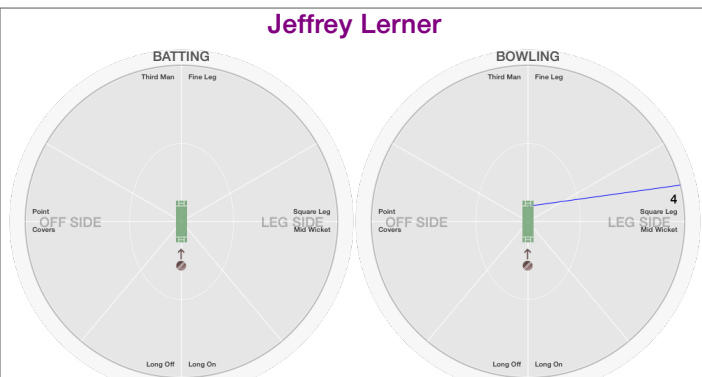 Jeffrey Lerner
BATTING
Third Man Fine Leg
Point
OFF SIDE
Covers
Square Leg
LEG SIDE
Mid Wicket
Long Off Long On
BOWLING
Third Man Fine Leg
4
Point
OFF SIDE
Covers
Square Leg
LEG SIDE
Mid Wicket
Long Off Long On